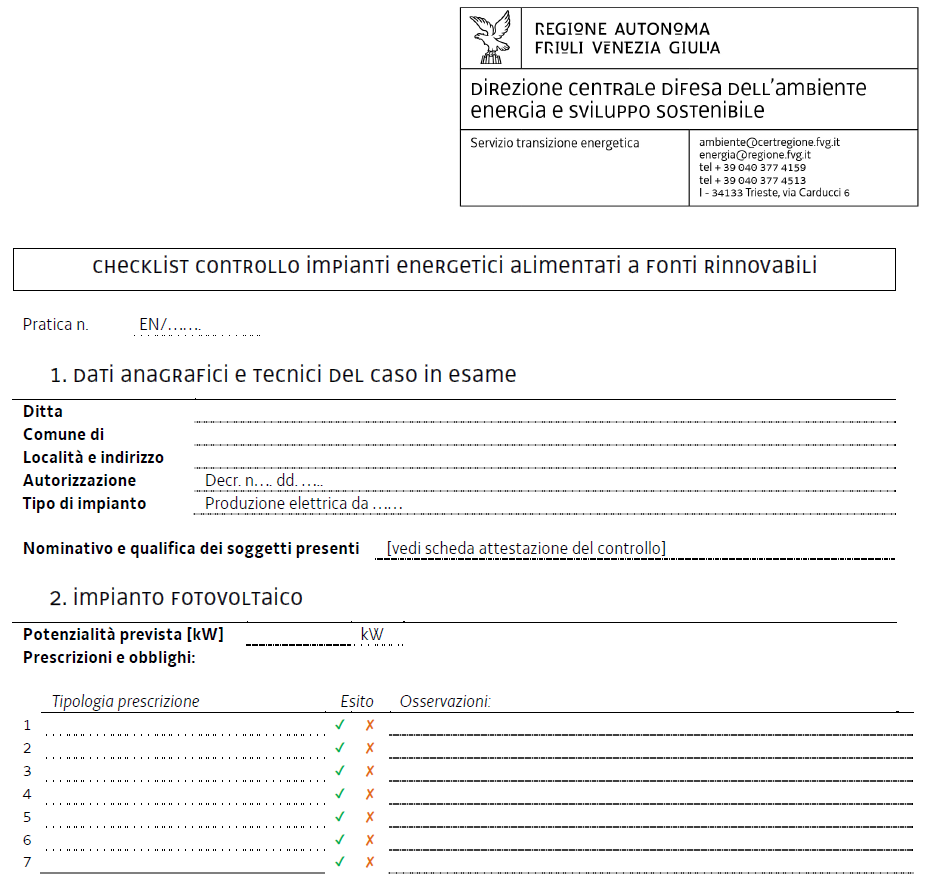 REGIONE AUTONOMA
FRIULI VENEZIA GIULIA
DIREZIONE CENTRALE DIFESA DELL'AMBIENTE
ENERGIA E SVILUPPO SOSTENIBILE
Servizio transizione energetica
ambiente@certregione.fvg.it
energia@regione.fvg.it
tel + 39 040 377 4159
tel + 39 040 377 4513
I - 34133 Trieste, via Carducci 6
CHECKLIST CONTROLLO IMPIANTI ENERGETICI ALIMENTATI A FONTI RINNOVABILI
Pratica n. EN/…....
1. DATI ANAGRAFICI E TECNICI DEL CASO IN ESAME
Ditta
Comune di
Località e indirizzo
Autorizzazione Decr. n.... dd. .....
Tipo di impianto Produzione elettrica da ......
Nominativo e qualifica dei soggetti presenti [vedi scheda attestazione del controllo]
2. IMPIANTO FOTOVOLTAICO
Potenzialità prevista [kW] kW
Prescrizioni e obblighi:
Tipologia prescrizione Esito Osservazioni:
1 ✓ ✗
2 ✓ ✗
3 ✓ ✗
4 ✓ ✗
5 ✓ ✗
6 ✓ ✗
7 ✓ ✗